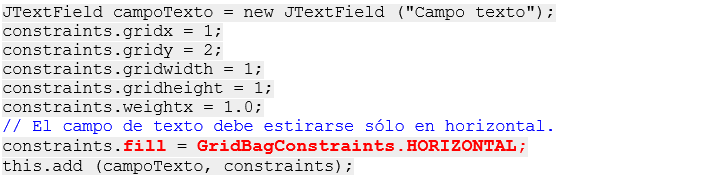 JTextField campoTexto = new JTextField ("Campo texto");
constraints.gridx = 1;
constraints.gridy = 2;
constraints.gridwidth = 1;
constraints.gridheight = 1;
constraints.weightx = 1.0;
// El campo de texto debe estirarse sólo en horizontal.
constraints.fill = GridBagConstraints.HORIZONTAL;
this.add (campoTexto, constraints);